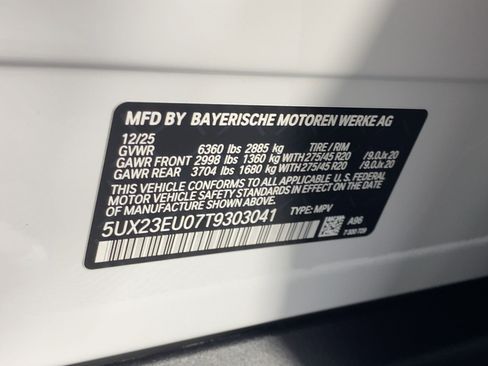 MFD BY BAYERISCHE MOTOREN WERKE AG
12/25
GVWR 6360 lbs 2885 kg TIRE / RIM
GAWR FRONT 2998 lbs 1360 kg WITH 275/45 R20 /9.0Jx20
GAWR REAR 3704 lbs 1680 kg WITH 275/45 R20 /9.0Jx20
THIS VEHICLE CONFORMS TO ALL APPLICABLE U.S. FEDERAL
MOTOR VEHICLE SAFETY STANDARDS IN EFFECT ON THE DATE
OF MANUFACTURE SHOWN ABOVE.
5UX23EU07T9303041 TYPE: MPV
A96
7 300 709